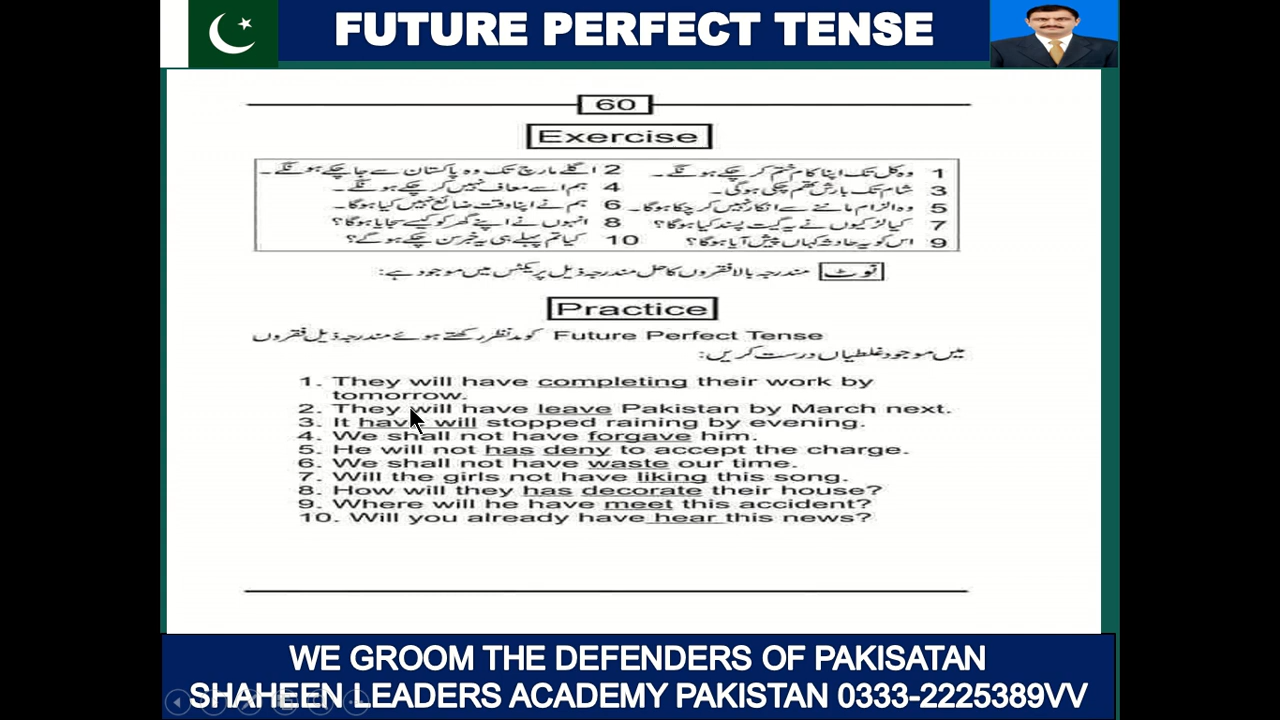 FUTURE PERFECT TENSE
60
Exercise
1 وہ کل تک اپنا کام ختم کر چکے ہونگے۔ 2 اگلے مارچ تک وہ پاکستان سے جا چکے ہونگے۔
3 شام تک بارش تھم چکی ہوگی۔ 4 ہم اسے معاف نہیں کر چکے ہونگے۔
5 وہ الزام ماننے سے انکار نہیں کر چکا ہوگا۔ 6 ہم نے اپنا وقت ضائع نہیں کیا ہوگا۔
7 کیا لڑکیوں نے یہ گیت پسند کیا ہوگا؟ 8 انہوں نے اپنے گھر کو کیسے سجایا ہوگا؟
9 اس کو یہ حادثہ کہاں پیش آیا ہوگا؟ 10 کیا تم پہلے ہی یہ خبر سن چکے ہو گے؟
نوٹ مندرجہ بالا فقروں کا حل مندرجہ ذیل پریکٹس میں موجود ہے:
Practice
Future Perfect Tense کو مدنظر رکھتے ہوئے مندرجہ ذیل فقروں
میں موجود غلطیاں درست کریں:
1. They will have completing their work by
tomorrow.
2. They will have leave Pakistan by March next.
3. It have will stopped raining by evening.
4. We shall not have forgave him.
5. He will not has deny to accept the charge.
6. We shall not have waste our time.
7. Will the girls not have liking this song.
8. How will they has decorate their house?
9. Where will he have meet this accident?
10. Will you already have hear this news?
WE GROOM THE DEFENDERS OF PAKISATAN
SHAHEEN LEADERS ACADEMY PAKISTAN 0333-2225389VV